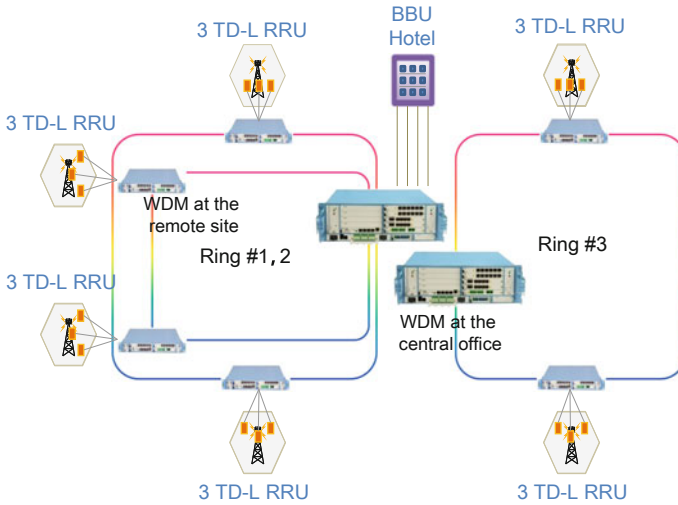 BBU
Hotel
3 TD-L RRU
3 TD-L RRU
3 TD-L RRU
WDM at the
remote site
Ring #1, 2
Ring #3
3 TD-L RRU
WDM at the
central office
3 TD-L RRU
3 TD-L RRU